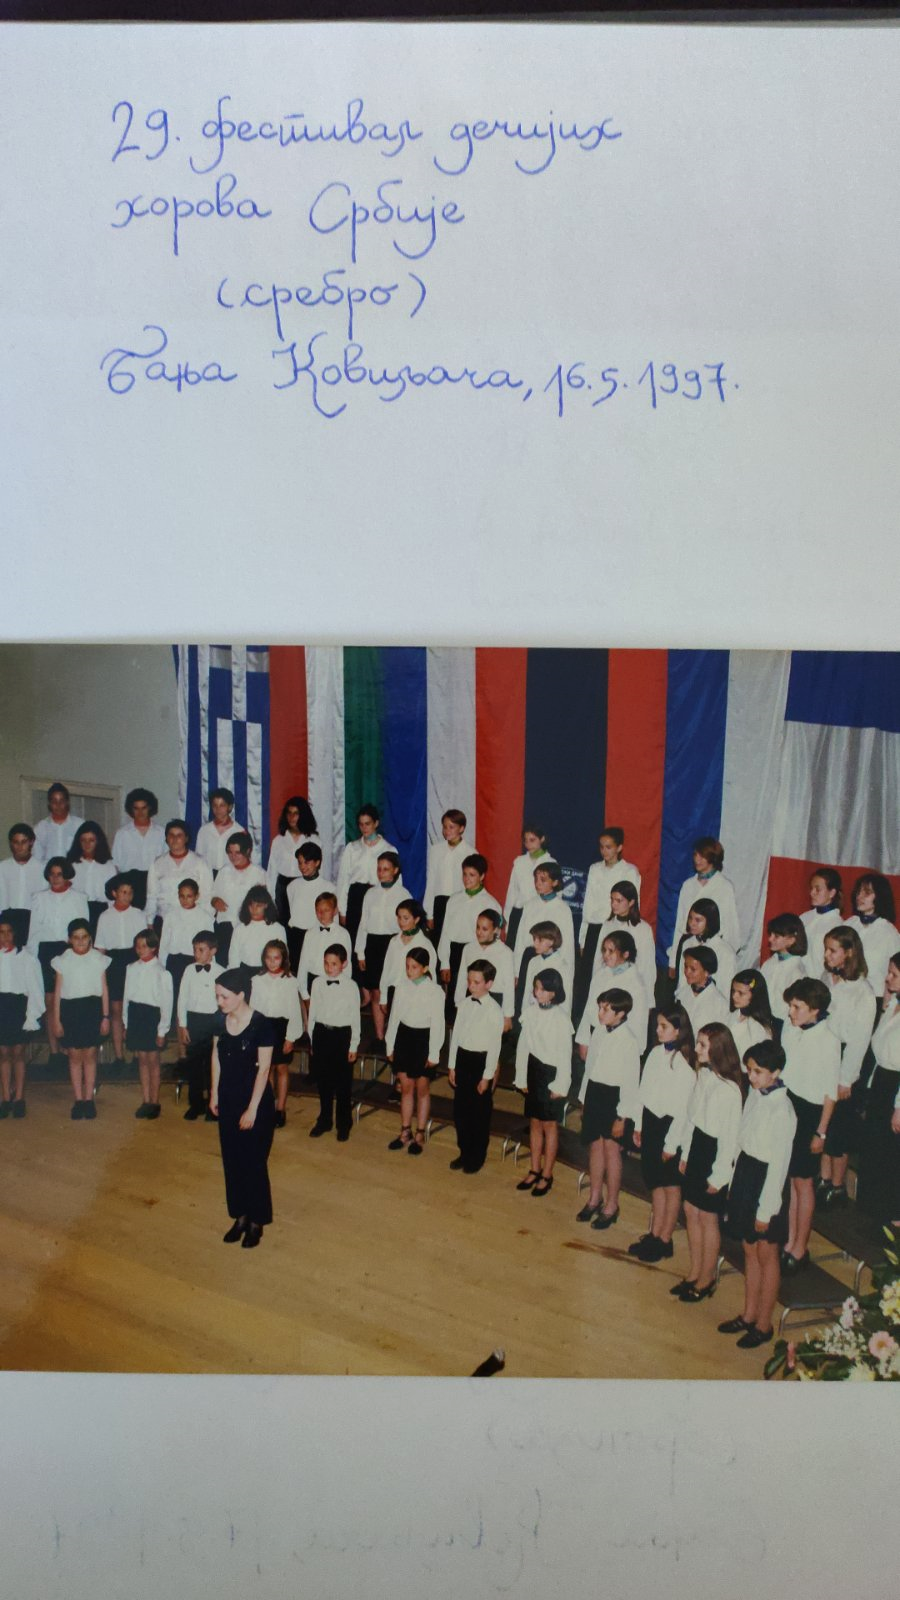 29. фестивал дечијих
хорова Србије
(сребро)
Бања Ковиљача, 16.5.1997.